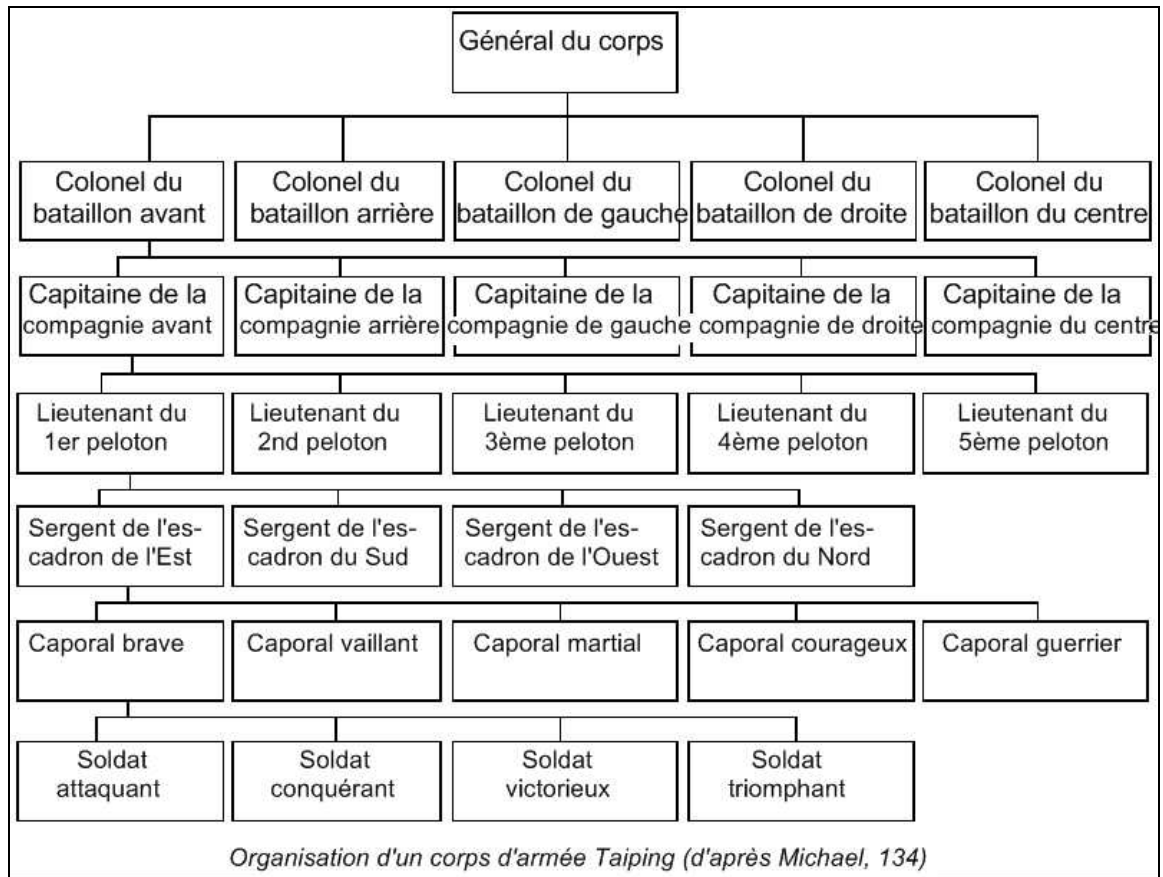 Général du corps
Colonel du
bataillon avant
Colonel du
bataillon arrière
Colonel du
bataillon de gauche
Colonel du
bataillon de droite
Colonel du
bataillon du centre
Capitaine de la
compagnie avant
Capitaine de la
compagnie arrière
Capitaine de la
compagnie de gauche
Capitaine de la
compagnie de droite
Capitaine de la
compagnie du centre
Lieutenant du
1er peloton
Lieutenant du
2nd peloton
Lieutenant du
3ème peloton
Lieutenant du
4ème peloton
Lieutenant du
5ème peloton
Sergent de l'es-
cadron de l'Est
Sergent de l'es-
cadron du Sud
Sergent de l'es-
cadron de l'Ouest
Sergent de l'es-
cadron du Nord
Caporal brave
Caporal vaillant
Caporal martial
Caporal courageux
Caporal guerrier
Soldat
attaquant
Soldat
conquérant
Soldat
victorieux
Soldat
triomphant
Organisation d'un corps d'armée Taiping (d'après Michael, 134)